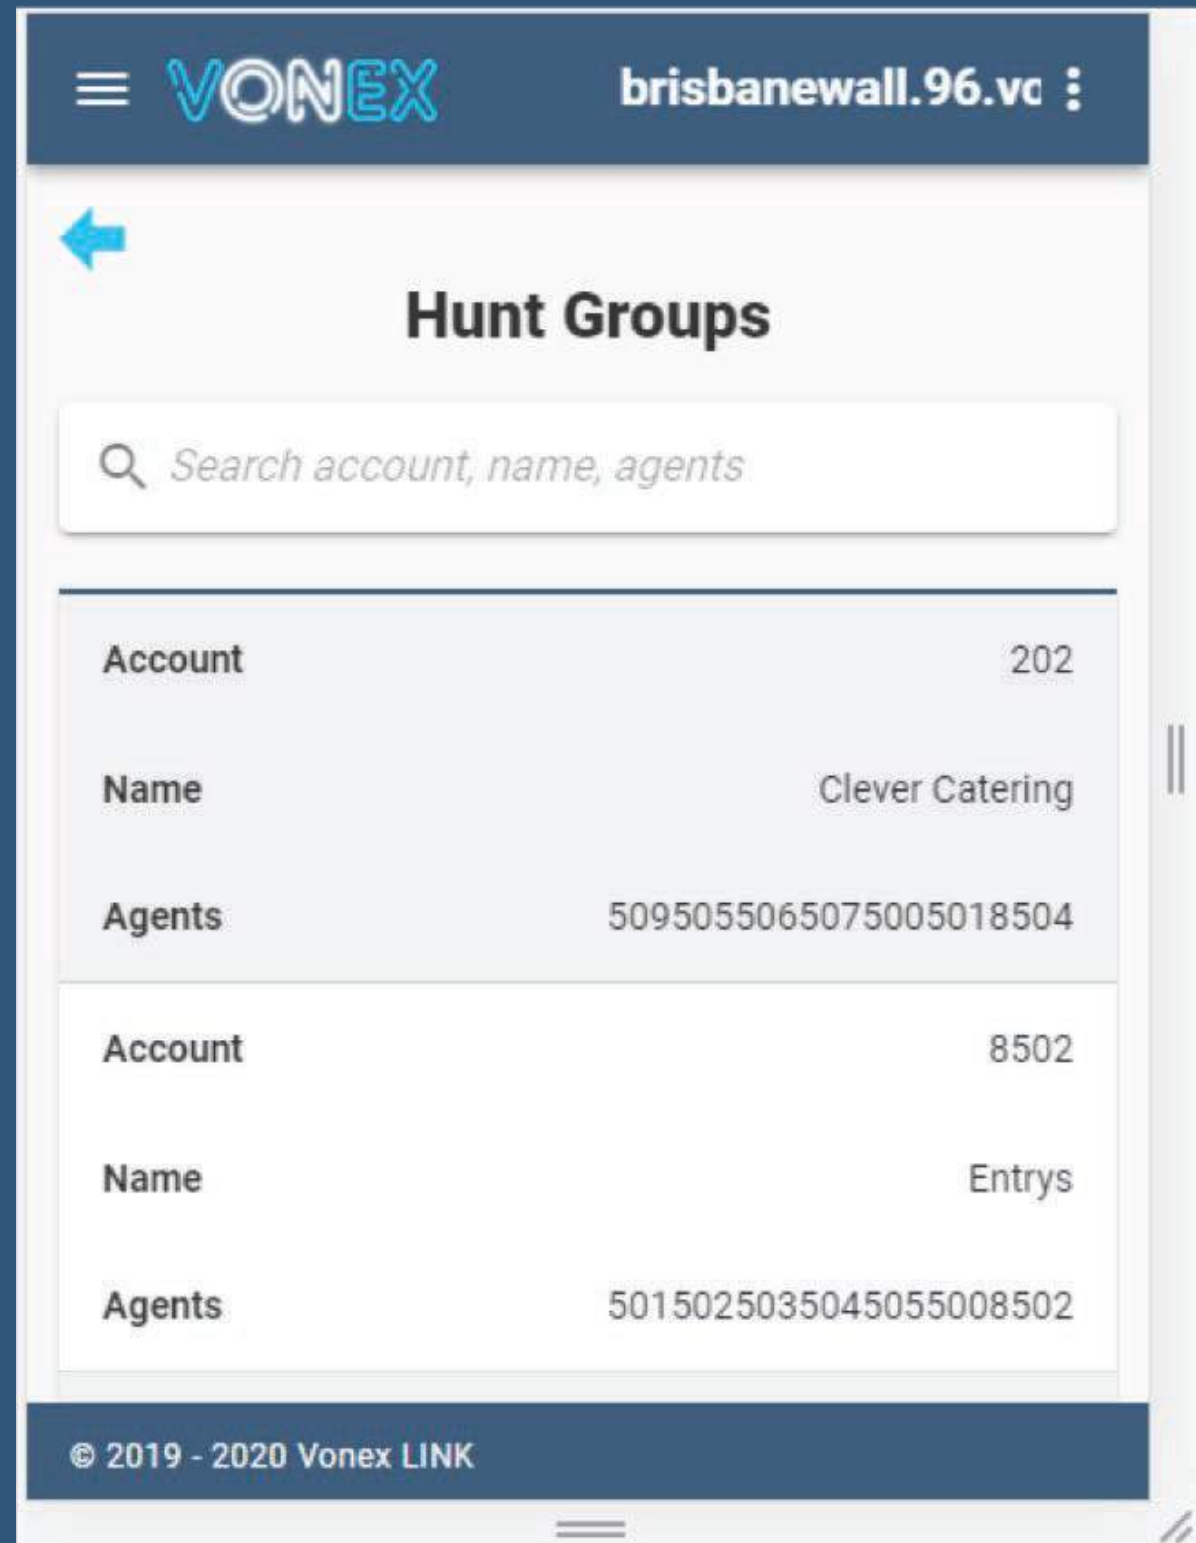 VONEX
brisbanewall.96.vc
Hunt Groups
Search account, name, agents
Account 202
Name Clever Catering
Agents 5095055065075005018504
Account 8502
Name Entrys
Agents 5015025035045055008502
© 2019 - 2020 Vonex LINK